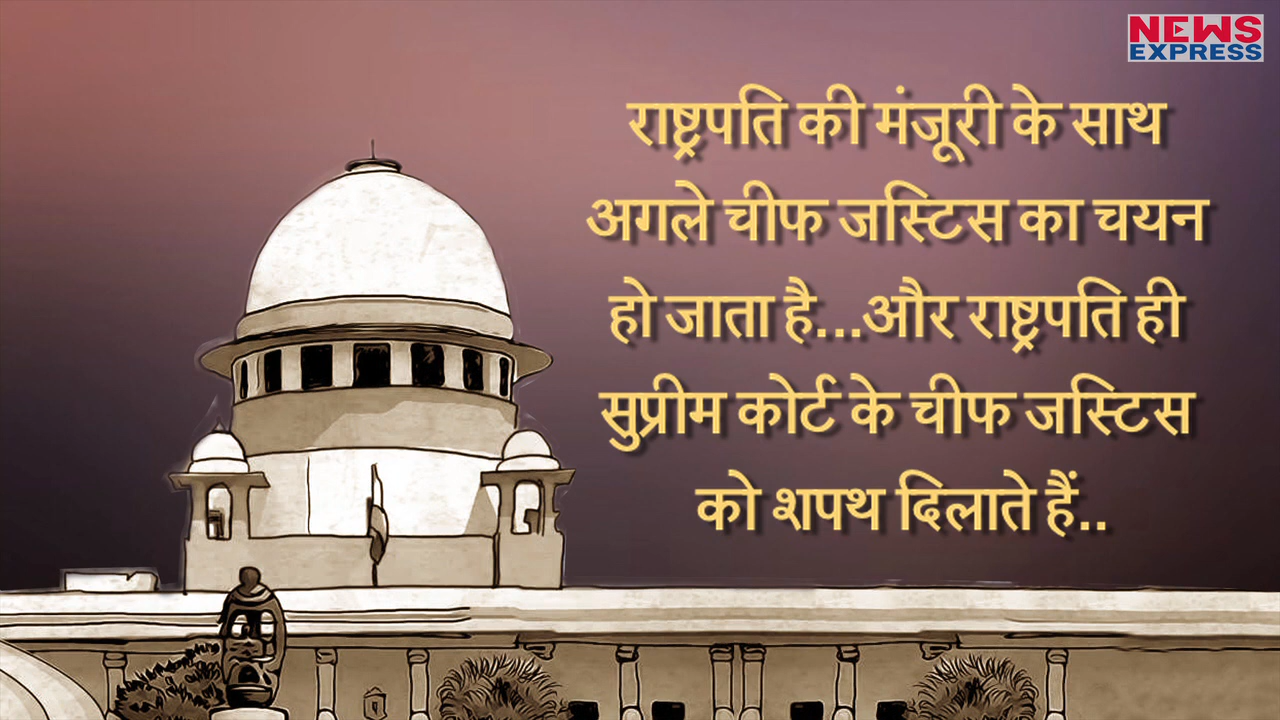 NEWS
EXPRESS
राष्ट्रपति की मंजूरी के साथ
अगले चीफ जस्टिस का चयन
हो जाता है...और राष्ट्रपति ही
सुप्रीम कोर्ट के चीफ जस्टिस
को शपथ दिलाते हैं..